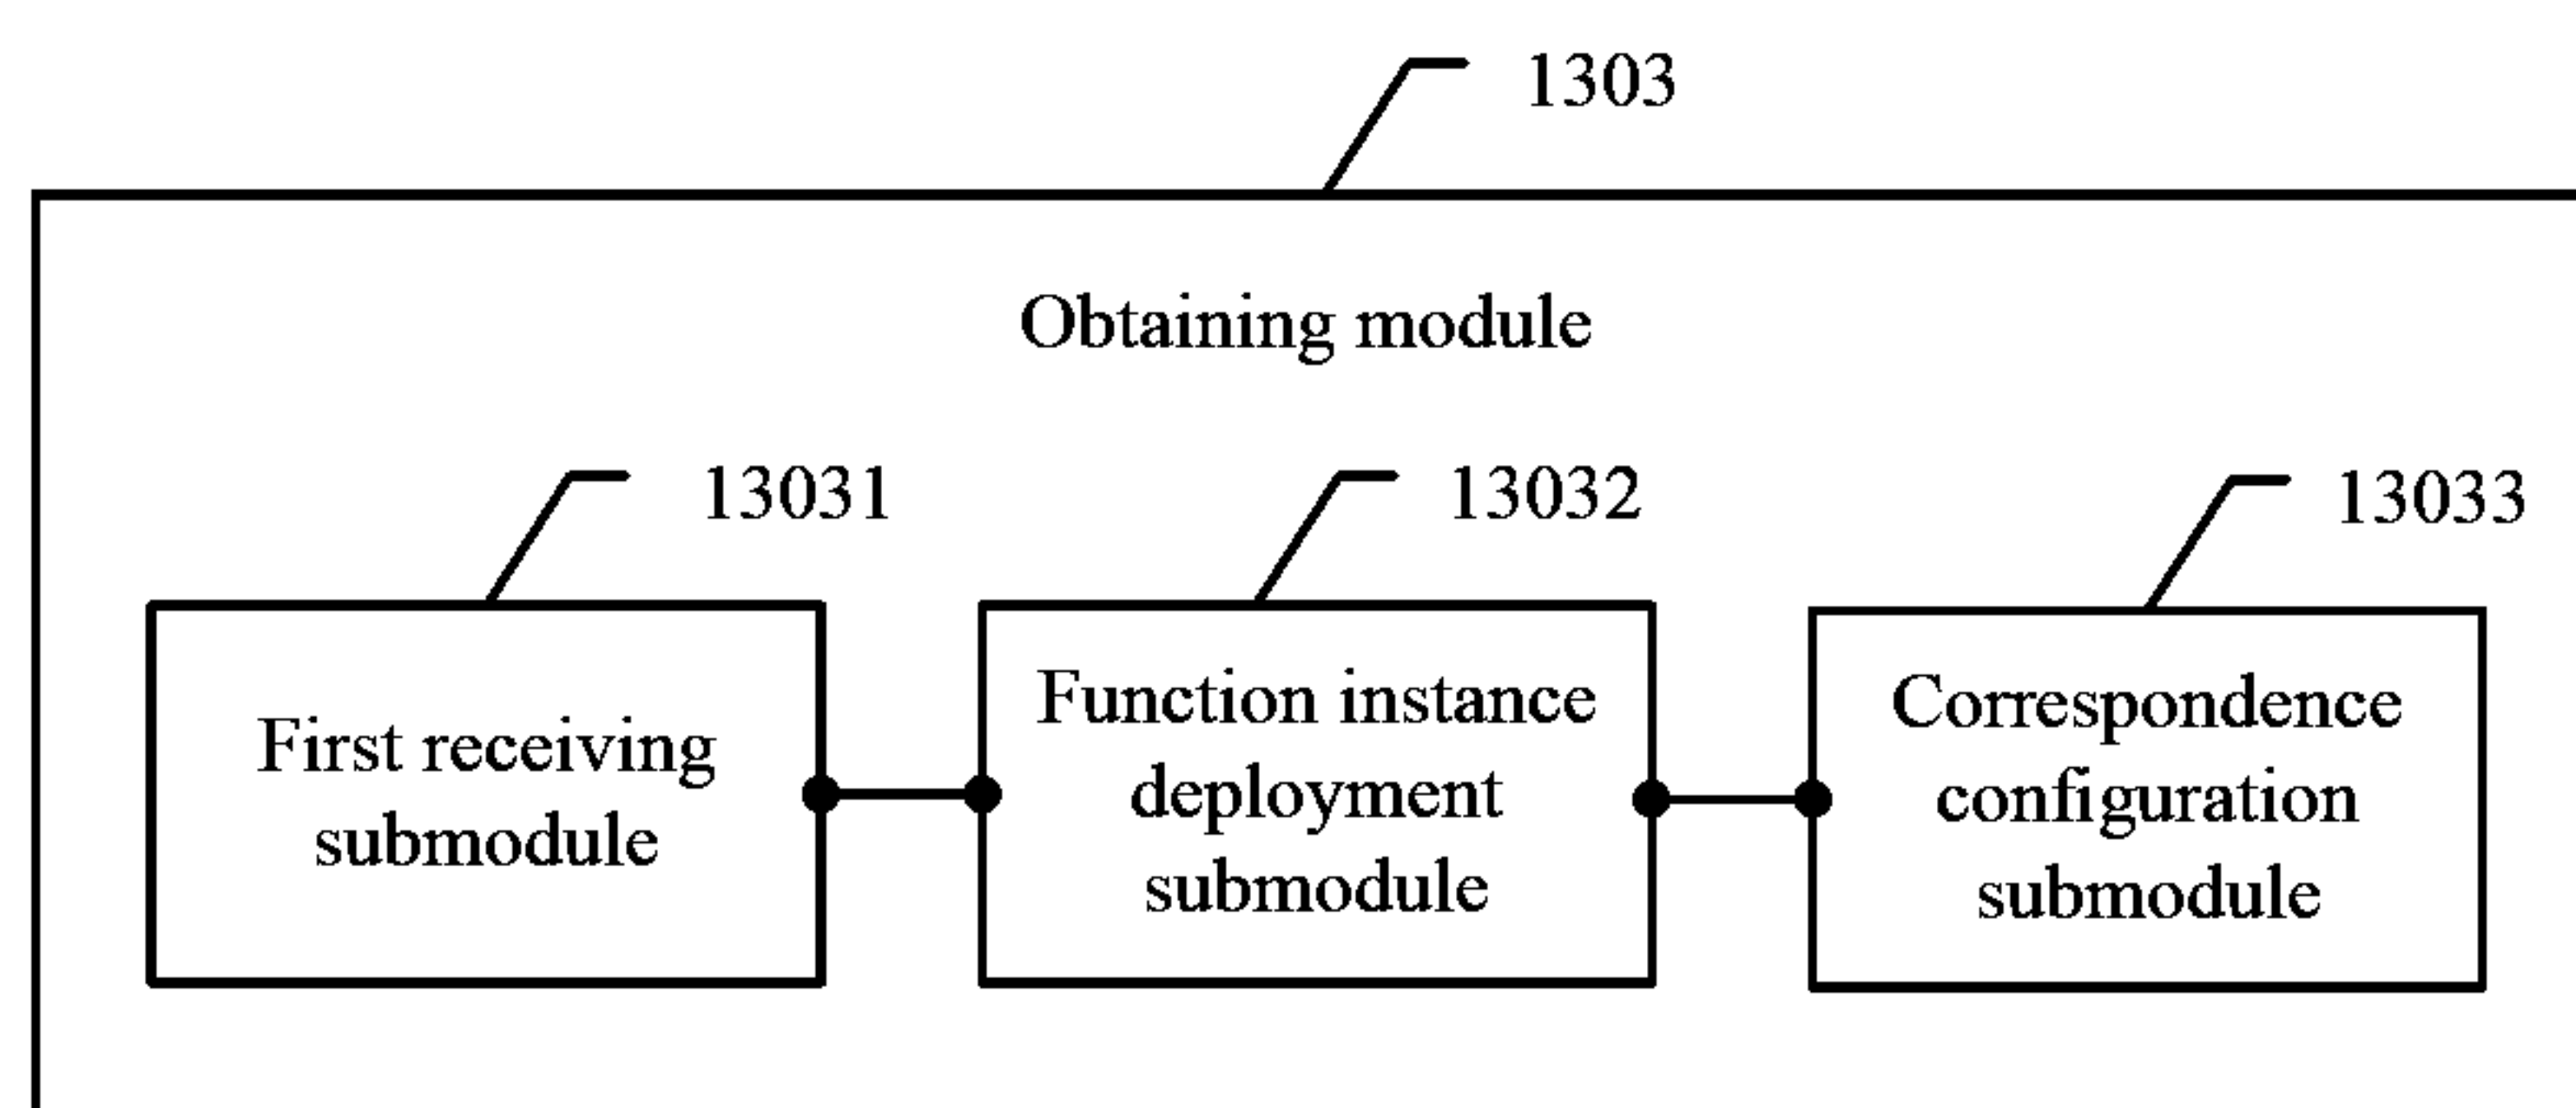 1303
Obtaining module
13031
13032
13033
First receiving
submodule
Function instance
deployment
submodule
Correspondence
configuration
submodule